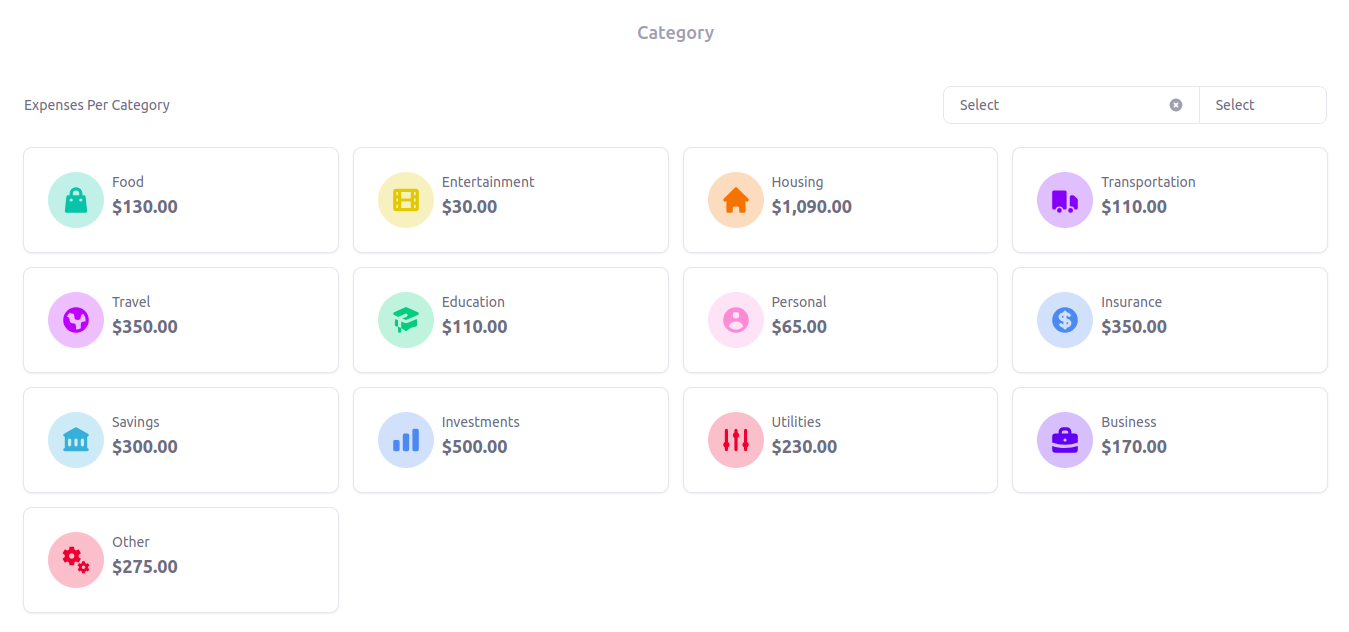 Category
Expenses Per Category
Select
Select
Food
$130.00
Entertainment
$30.00
Housing
$1,090.00
Transportation
$110.00
Travel
$350.00
Education
$110.00
Personal
$65.00
Insurance
$350.00
Savings
$300.00
Investments
$500.00
Utilities
$230.00
Business
$170.00
Other
$275.00